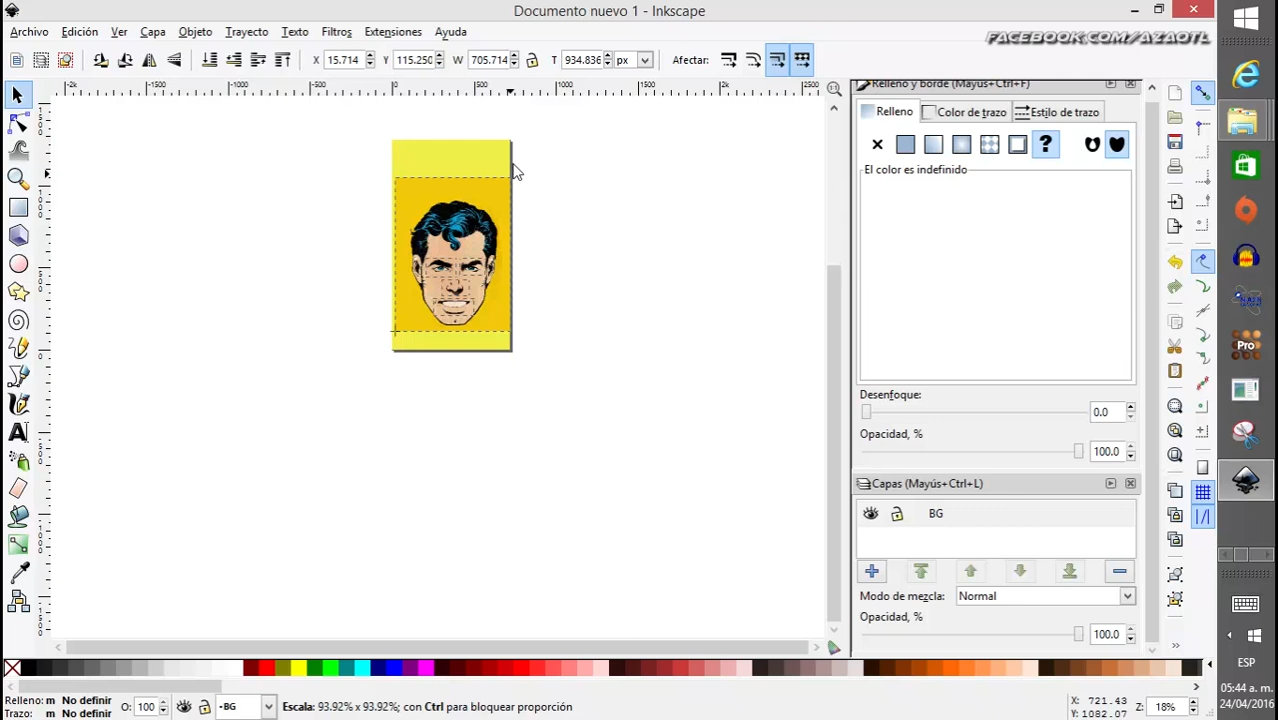 Documento nuevo 1 - Inkscape
Archivo Edición Ver Capa Objeto Trayecto Texto Filtros Extensiones Ayuda
FACEBOOK.COM/AZAOTL
X 15.714 Y 115.250 W 705.714 T 934.836 px Afectar:
Relleno y borde (Mayús+Ctrl+F)
Relleno Color de trazo Estilo de trazo
?
El color es indefinido
Desenfoque:
0.0
Opacidad, %
100.0
Capas (Mayús+Ctrl+L)
BG
Modo de mezcla: Normal
Opacidad, %
100.0
Pro
ESP
05:44 a. m.
24/04/2016
Relleno: m No definir
Trazo: m No definir
O: 100
-BG
Escala: 93.92% x 93.92%; con Ctrl para bloquear proporción
X: 721.43
Y: 1082.07
Z: 18%